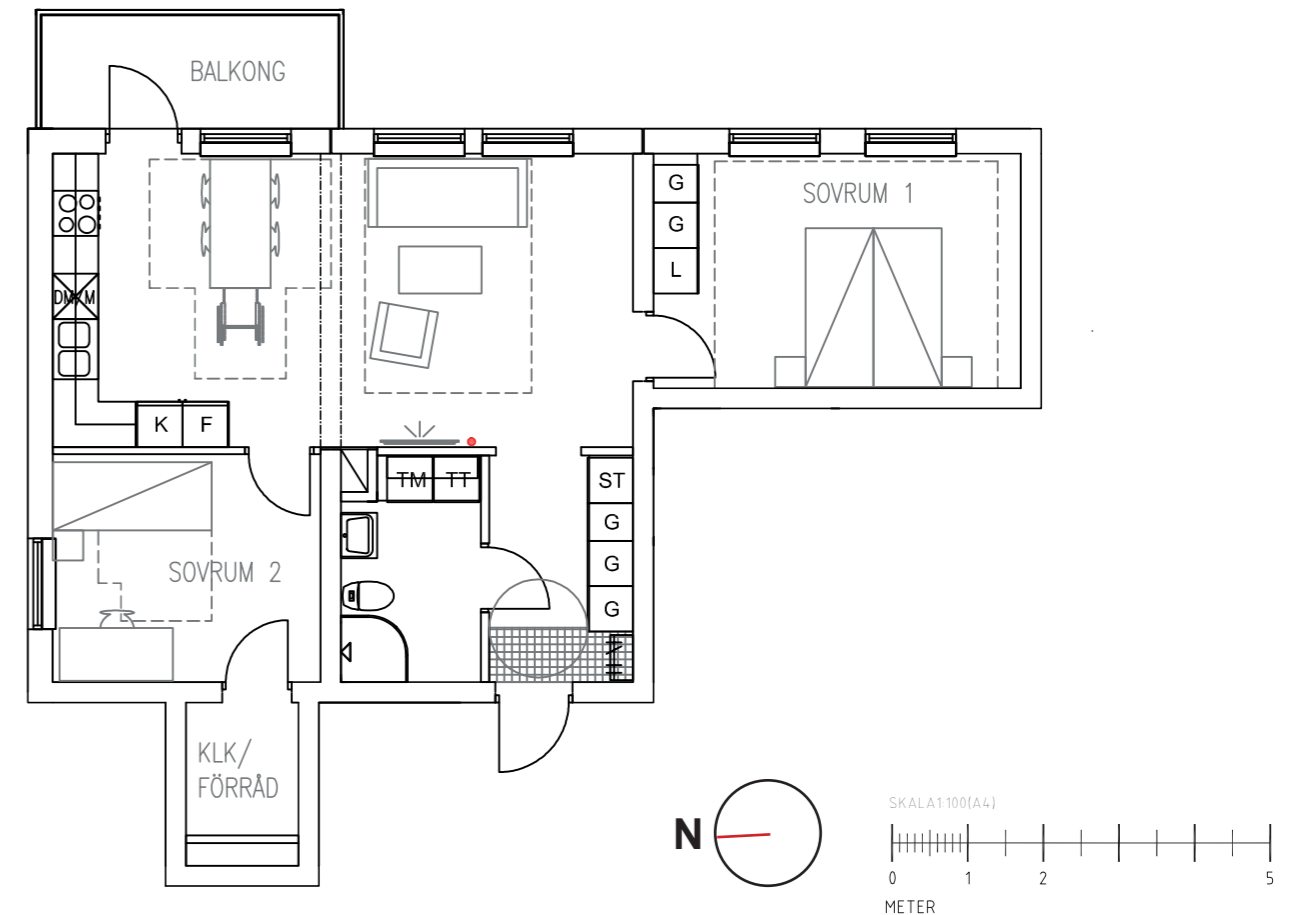 BALKONG
G
SOVRUM 1
G
L
DM/M
K F
TM TT
ST
G
G
G
SOVRUM 2
KLK/
FÖRRÅD
N
SKALA 1:100(A4)
0 1 2 5
METER